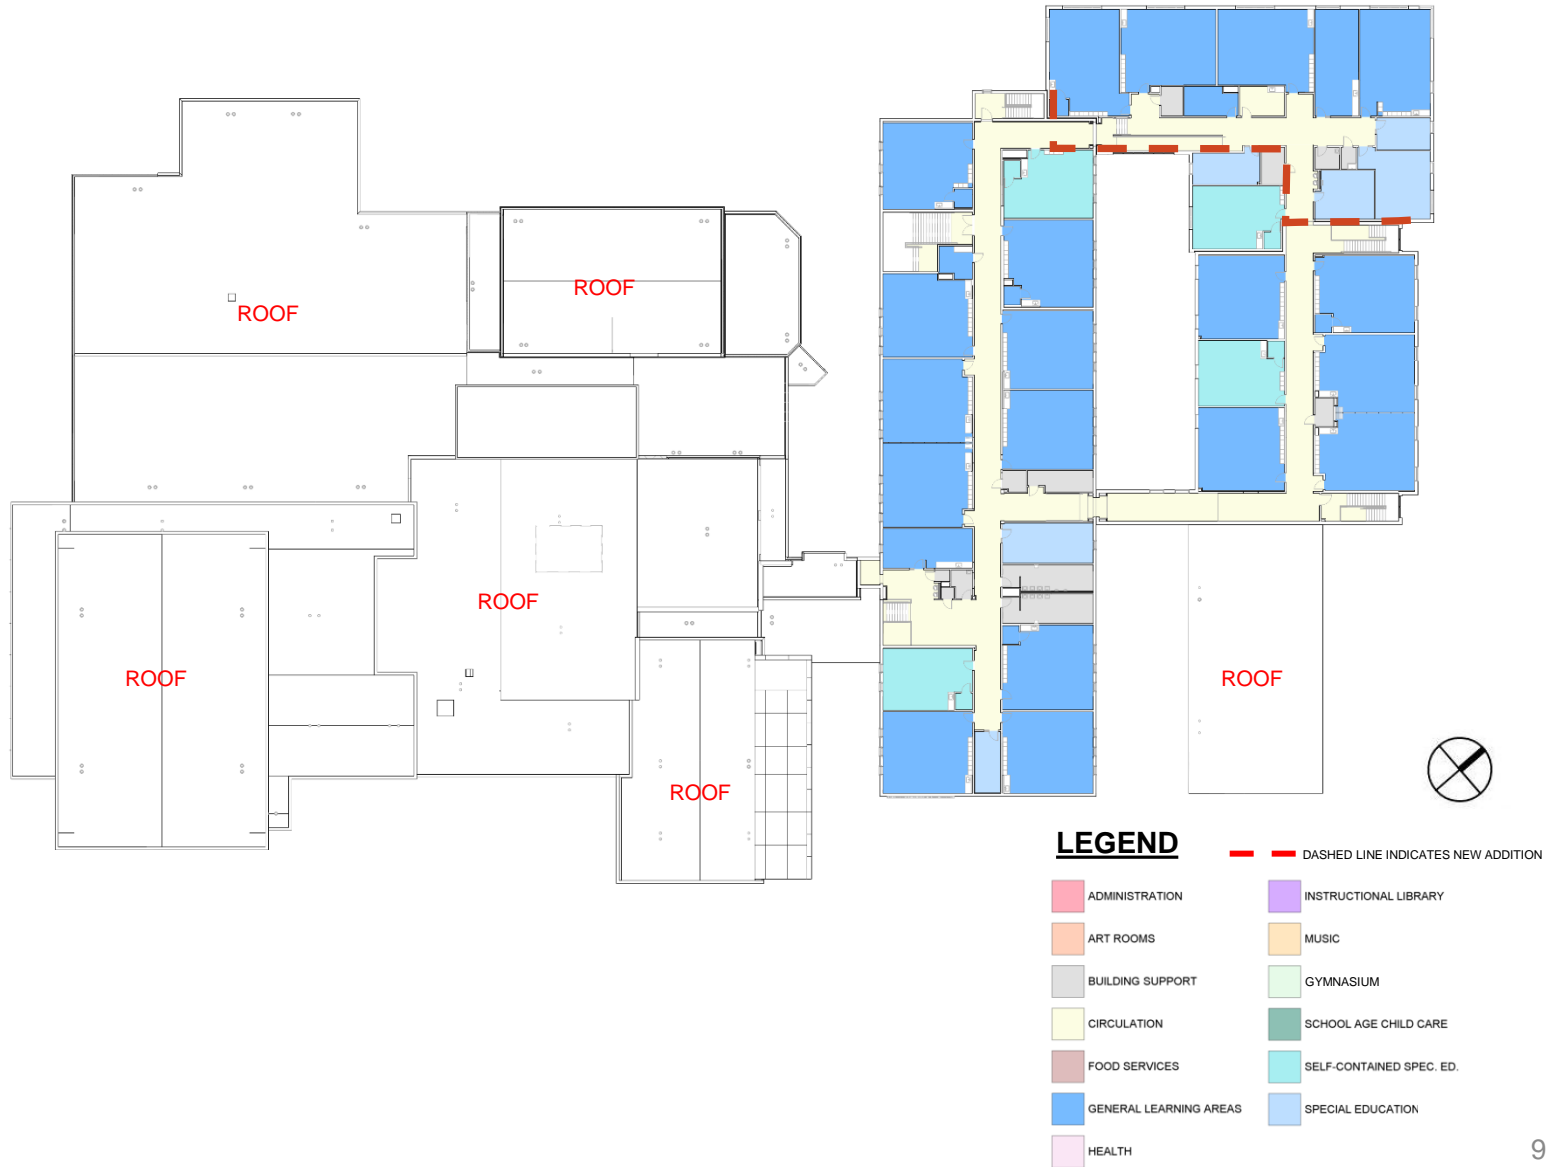 ROOF
ROOF
ROOF
ROOF
ROOF
ROOF
LEGEND
DASHED LINE INDICATES NEW ADDITION
ADMINISTRATION
INSTRUCTIONAL LIBRARY
ART ROOMS
MUSIC
BUILDING SUPPORT
GYMNASIUM
CIRCULATION
SCHOOL AGE CHILD CARE
FOOD SERVICES
SELF-CONTAINED SPEC. ED.
GENERAL LEARNING AREAS
SPECIAL EDUCATION
HEALTH
9